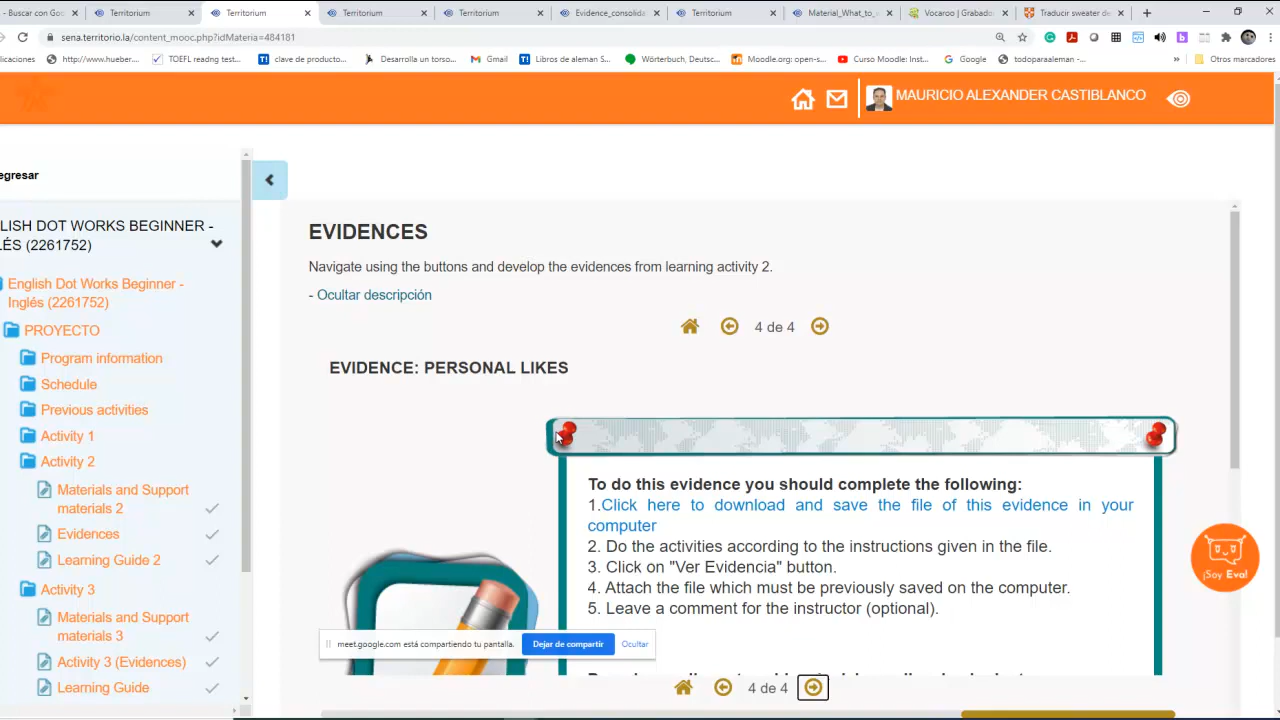 - Buscar con Goo
Territorium
Territorium
Territorium
Territorium
Evidence_consolida
Territorium
Material_What_to_
Vocaroo | Grabador
Traducir sweater de
sena.territorio.la/content_mooc.php?idMateria=484181
licaciones
http://www.hueber...
TOEFL readng test...
clave de producto...
Desarolla un torso...
Gmail
Libros de aleman S...
Wörterbuch, Deutsc...
Moodle.org: open-s...
Curso Moodle: Inst...
Google
todoparaaleman -...
»
Otros marcadores
MAURICIO ALEXANDER CASTIBLANCO
egresar
LISH DOT WORKS BEGINNER -
LÉS (2261752)
English Dot Works Beginner -
Inglés (2261752)
PROYECTO
Program information
Schedule
Previous activities
Activity 1
Activity 2
Materials and Support
materials 2
Evidences
Learning Guide 2
Activity 3
Materials and Support
materials 3
Activity 3 (Evidences)
Learning Guide
EVIDENCES
Navigate using the buttons and develop the evidences from learning activity 2.
- Ocultar descripción
4 de 4
EVIDENCE: PERSONAL LIKES
To do this evidence you should complete the following:
1.Click here to download and save the file of this evidence in your
computer
2. Do the activities according to the instructions given in the file.
3. Click on "Ver Evidencia" button.
4. Attach the file which must be previously saved on the computer.
5. Leave a comment for the instructor (optional).
¡Soy Eva!
meet.google.com está compartiendo tu pantalla.
Dejar de compartir
Ocultar
4 de 4